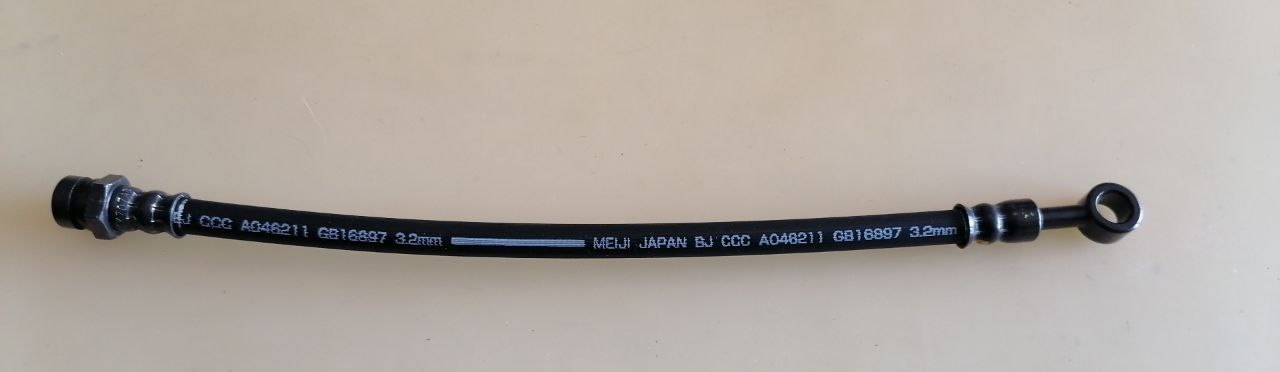 BJ CCC A046211 GB16897 3.2mm MEIJI JAPAN BJ CCC A046211 GB16897 3.2mm